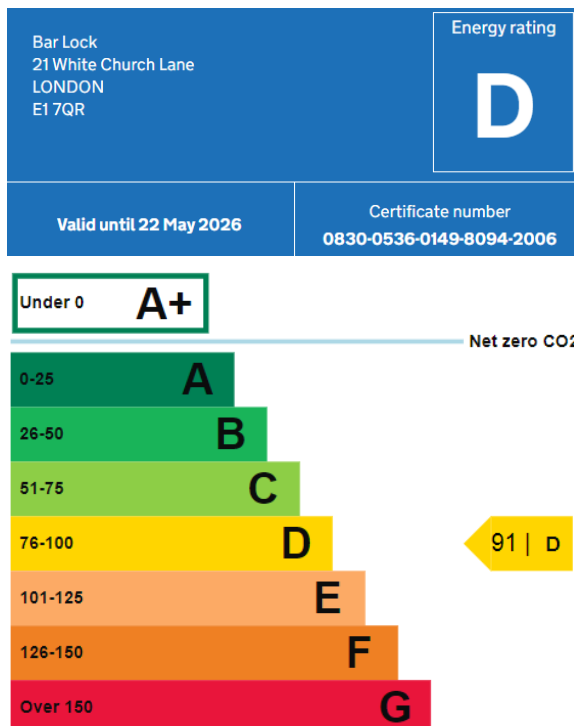 Bar Lock
21 White Church Lane
LONDON
E1 7QR
Energy rating
D
Valid until 22 May 2026
Certificate number
0830-0536-0149-8094-2006
Under 0 A+
Net zero CO2
0-25 A
26-50 B
51-75 C
76-100 D
91 | D
101-125 E
126-150 F
Over 150 G